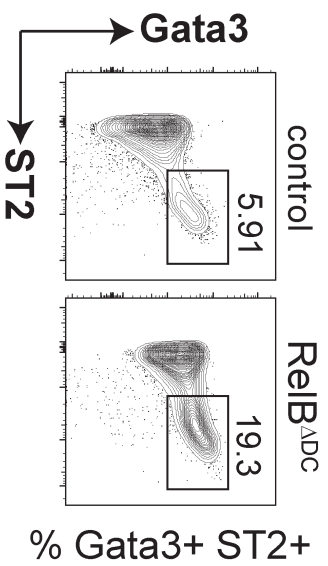 Gata3
ST2
control
5.91
RelBΔDC
19.3
% Gata3+ ST2+